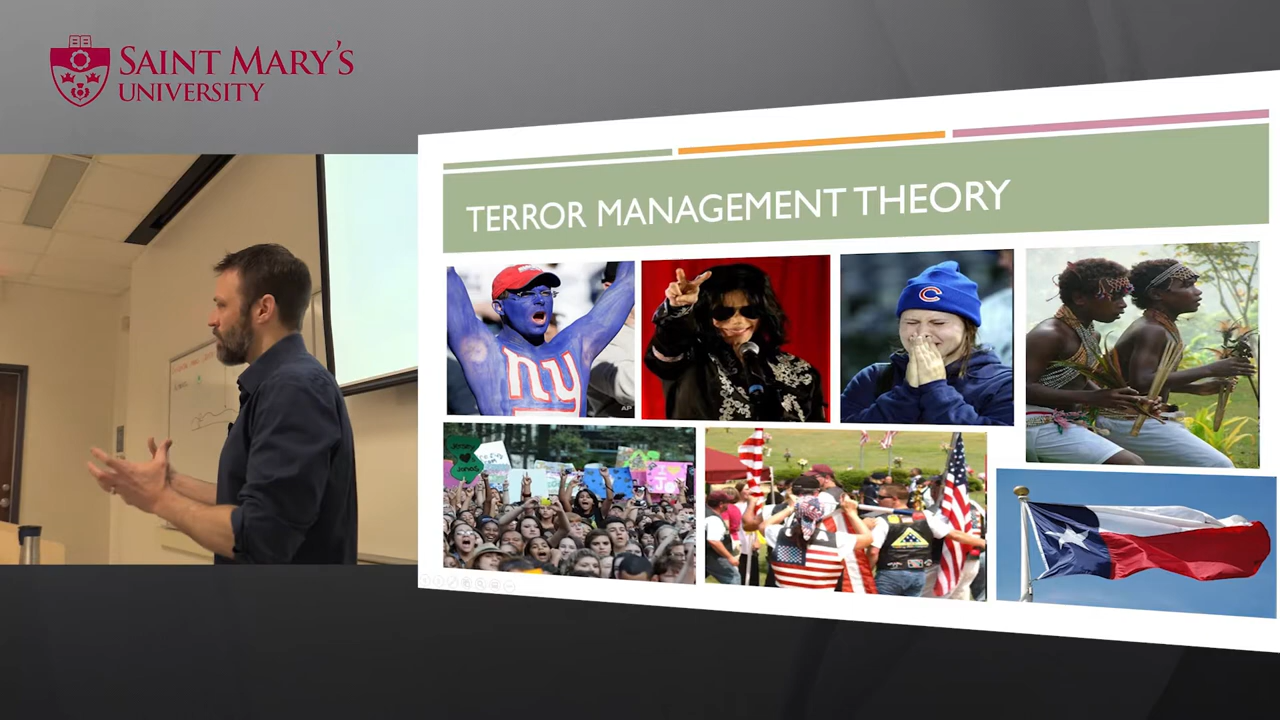 SAINT MARY'S
UNIVERSITY
TERROR MANAGEMENT THEORY
ny
C
AP